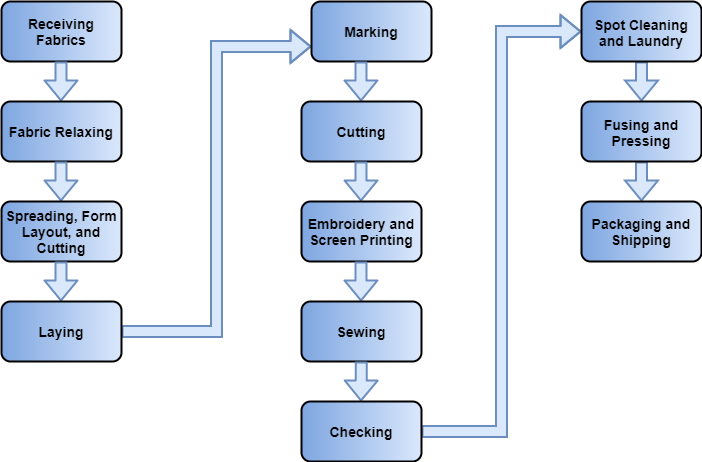 Receiving
Fabrics
Fabric Relaxing
Spreading, Form
Layout, and
Cutting
Laying
Marking
Cutting
Embroidery and
Screen Printing
Sewing
Checking
Spot Cleaning
and Laundry
Fusing and
Pressing
Packaging and
Shipping